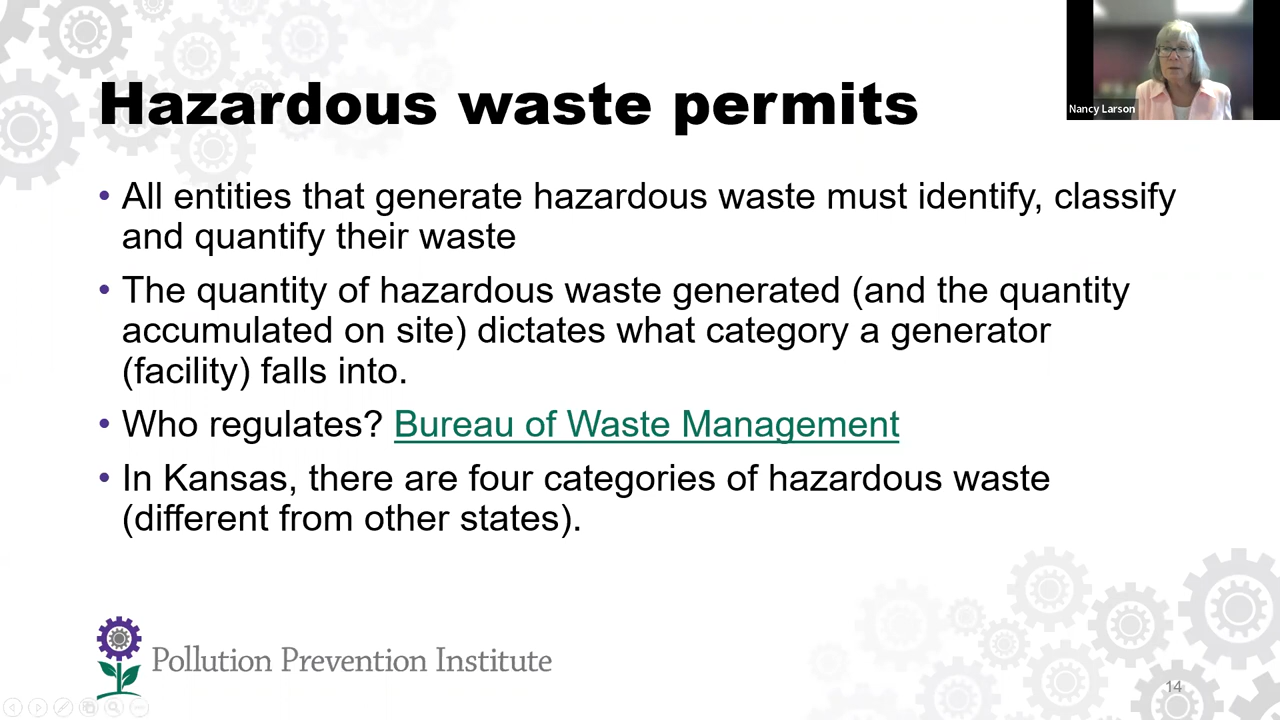 Hazardous waste permits
Nancy Larson
• All entities that generate hazardous waste must identify, classify
and quantify their waste
• The quantity of hazardous waste generated (and the quantity
accumulated on site) dictates what category a generator
(facility) falls into.
• Who regulates? Bureau of Waste Management
• In Kansas, there are four categories of hazardous waste
(different from other states).
Pollution Prevention Institute
14